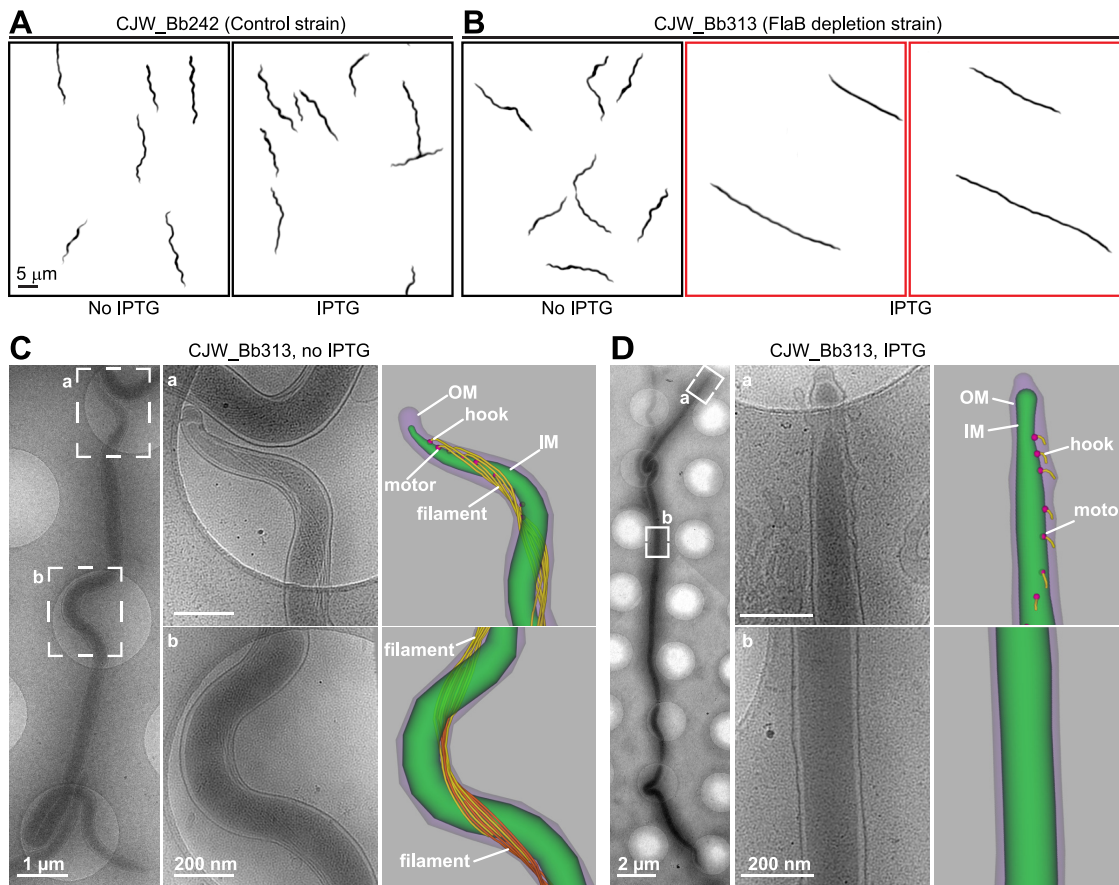 A
CJW_Bb242 (Control strain)
B
CJW_Bb313 (FlaB depletion strain)
5 μm
No IPTG
IPTG
No IPTG
IPTG
C
CJW_Bb313, no IPTG
D
CJW_Bb313, IPTG
a
a
OM
hook
IM
motor
filament
a
a
OM
IM
hook
moto
b
b
filament
filament
b
b
1 μm
200 nm
2 μm
200 nm